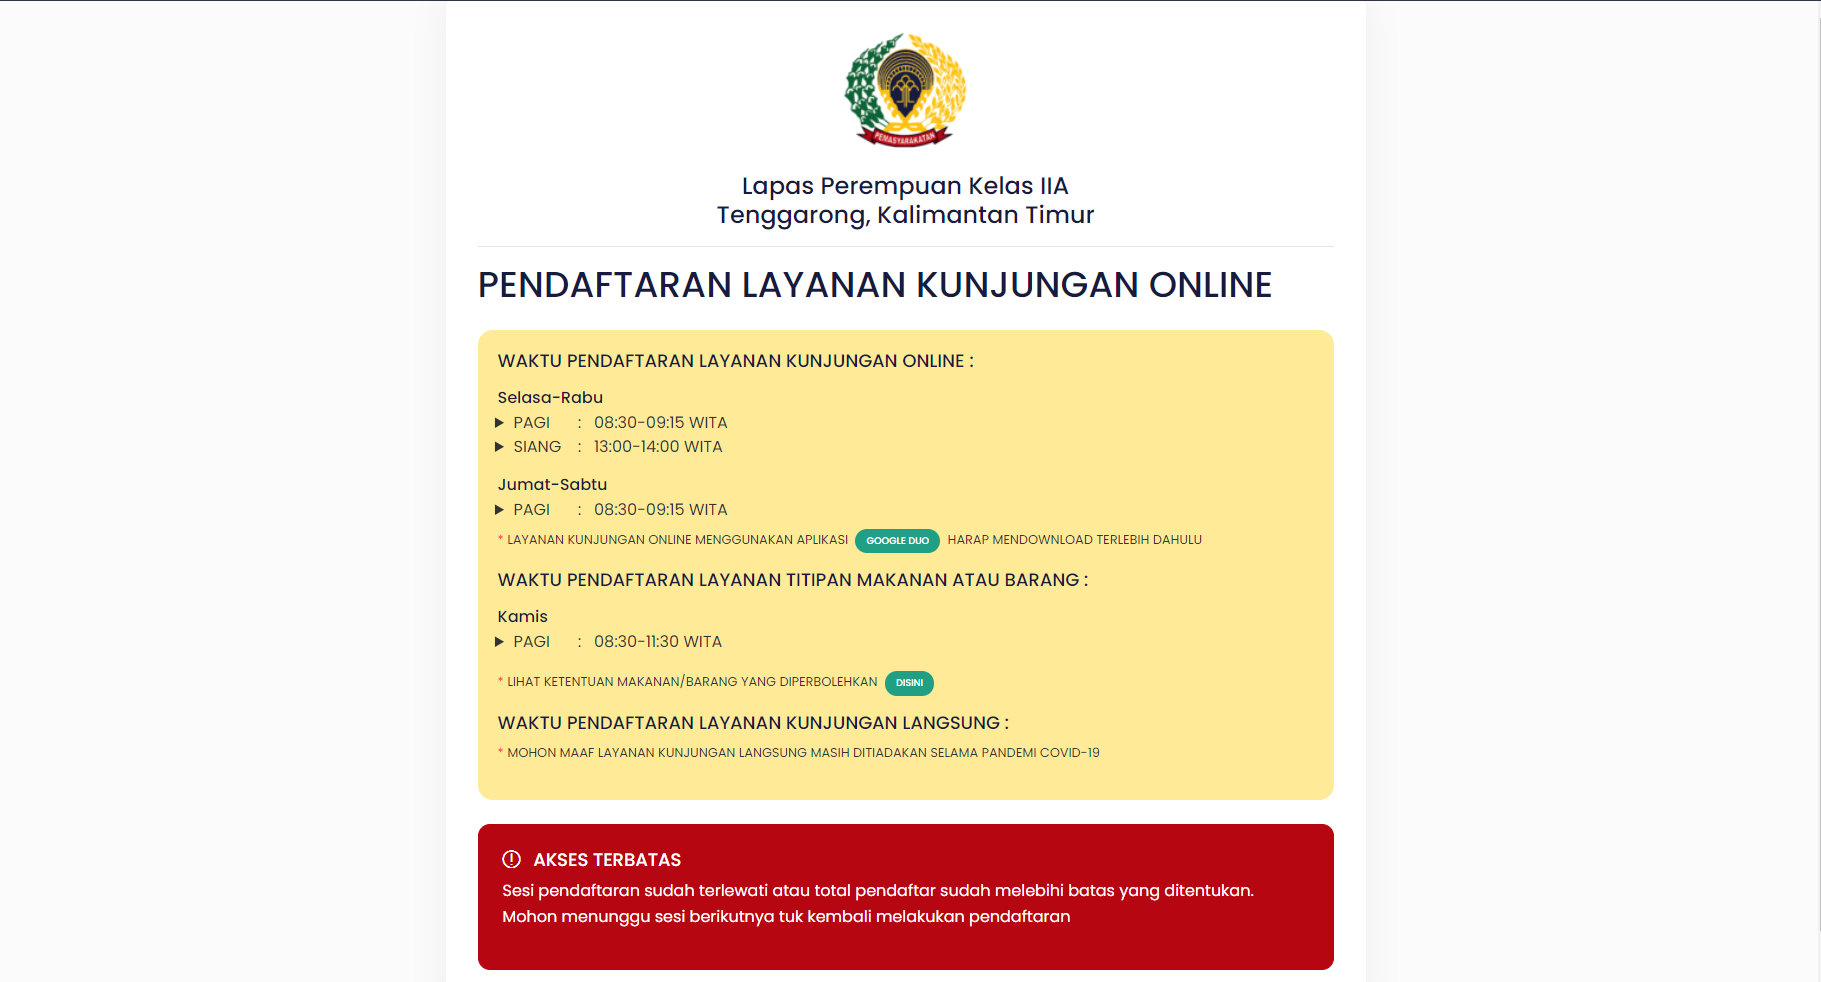 PEMASYARAKATAN
Lapas Perempuan Kelas IIA
Tenggarong, Kalimantan Timur
PENDAFTARAN LAYANAN KUNJUNGAN ONLINE
WAKTU PENDAFTARAN LAYANAN KUNJUNGAN ONLINE :
Selasa-Rabu
PAGI : 08:30-09:15 WITA
SIANG : 13:00-14:00 WITA
Jumat-Sabtu
PAGI : 08:30-09:15 WITA
* LAYANAN KUNJUNGAN ONLINE MENGGUNAKAN APLIKASI GOOGLE DUO HARAP MENDOWNLOAD TERLEBIH DAHULU
WAKTU PENDAFTARAN LAYANAN TITIPAN MAKANAN ATAU BARANG :
Kamis
PAGI : 08:30-11:30 WITA
* LIHAT KETENTUAN MAKANAN/BARANG YANG DIPERBOLEHKAN DISINI
WAKTU PENDAFTARAN LAYANAN KUNJUNGAN LANGSUNG :
* MOHON MAAF LAYANAN KUNJUNGAN LANGSUNG MASIH DITIADAKAN SELAMA PANDEMI COVID-19
AKSES TERBATAS
Sesi pendaftaran sudah terlewati atau total pendaftar sudah melebihi batas yang ditentukan.
Mohon menunggu sesi berikutnya tuk kembali melakukan pendaftaran